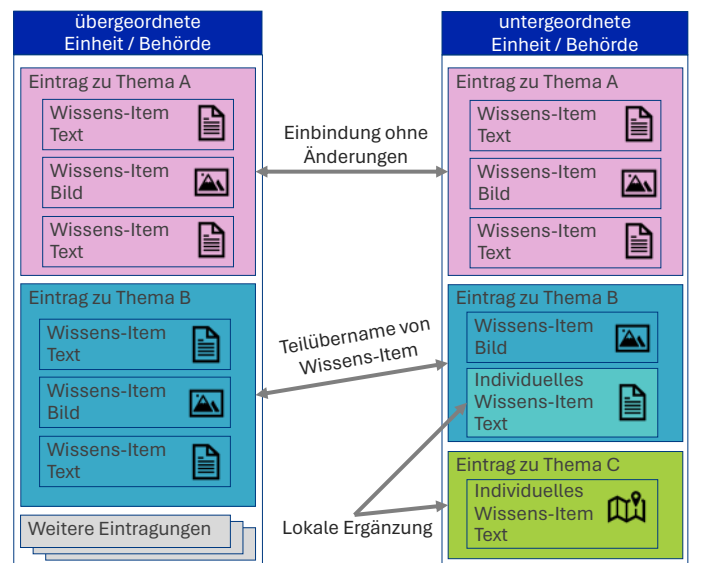 übergeordnete
Einheit / Behörde
Eintrag zu Thema A
Wissens-Item
Text
Wissens-Item
Bild
Wissens-Item
Text
Eintrag zu Thema B
Wissens-Item
Text
Wissens-Item
Bild
Wissens-Item
Text
Weitere Eintragungen
Einbindung ohne
Änderungen
Teilübername von
Wissens-Item
Lokale Ergänzung
untergeordnete
Einheit / Behörde
Eintrag zu Thema A
Wissens-Item
Text
Wissens-Item
Bild
Wissens-Item
Text
Eintrag zu Thema B
Wissens-Item
Bild
Individuelles
Wissens-Item
Text
Eintrag zu Thema C
Individuelles
Wissens-Item
Text